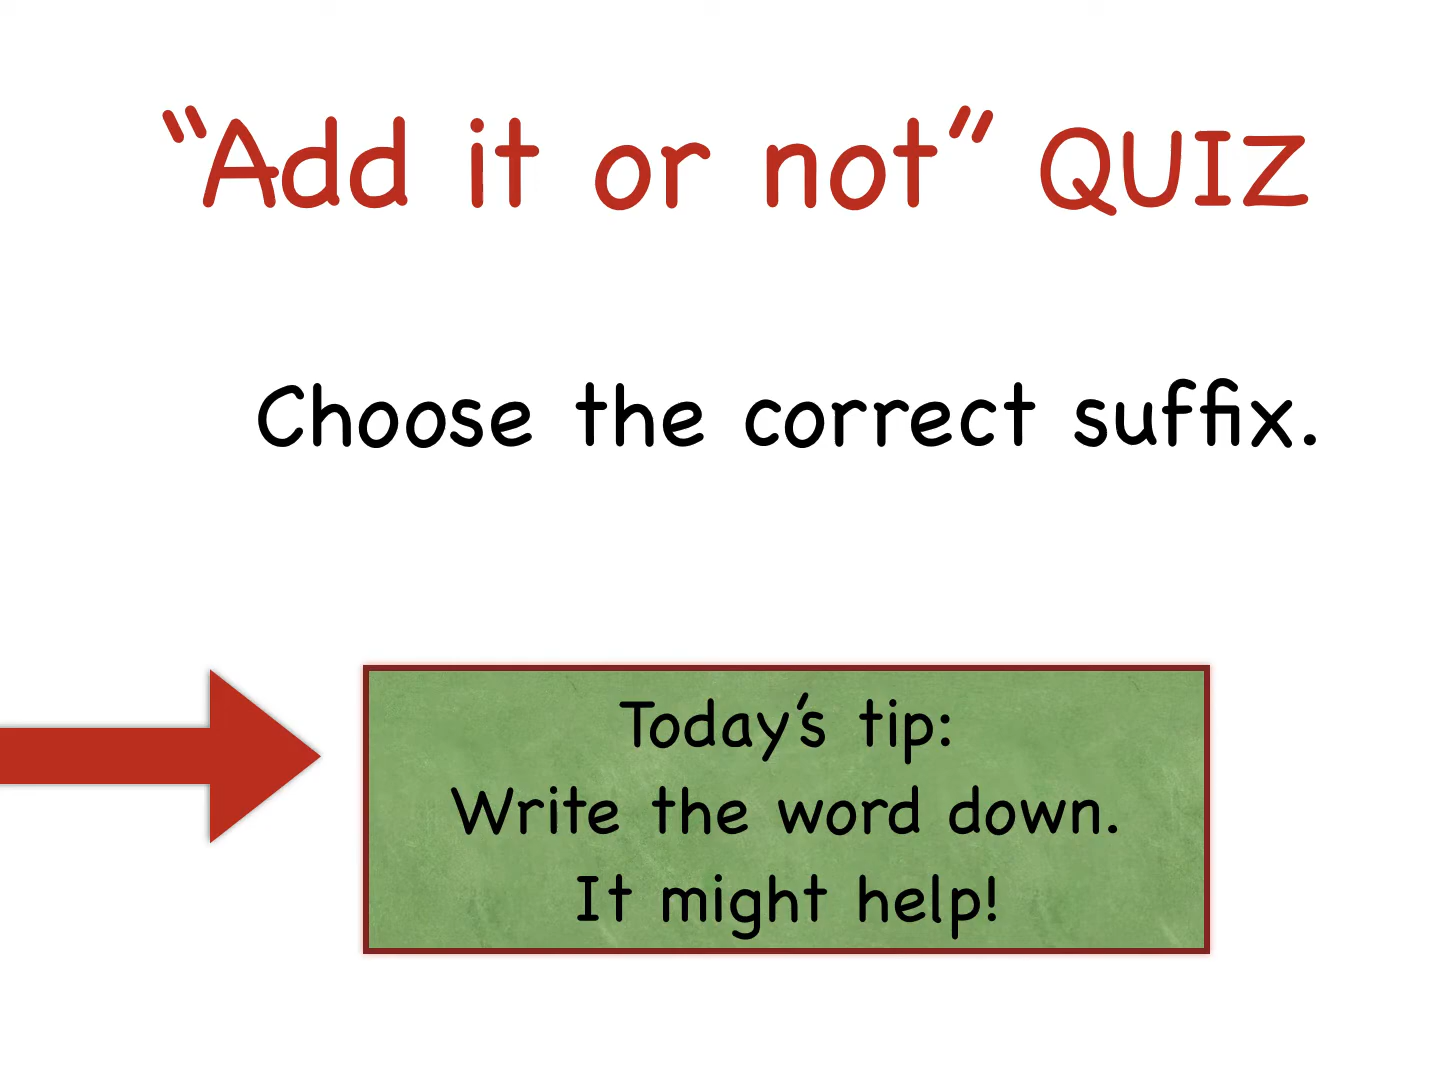 “Add it or not” QUIZ
Choose the correct suffix.
Today’s tip:
Write the word down.
It might help!